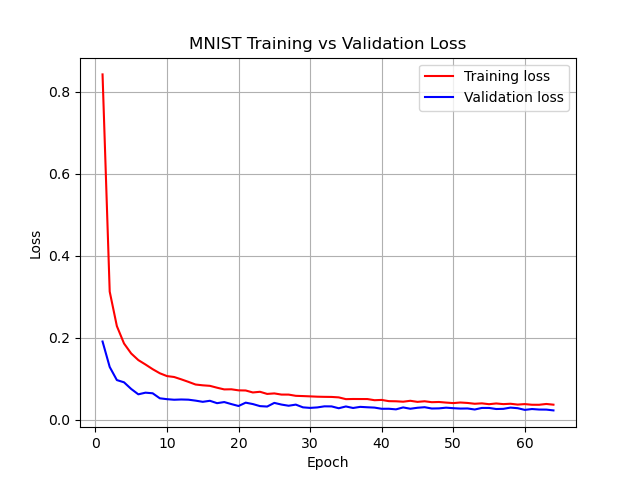 MNIST Training vs Validation Loss
Training loss
Validation loss
0.8
0.6
0.4
0.2
0.0
Loss
0 10 20 30 40 50 60
Epoch